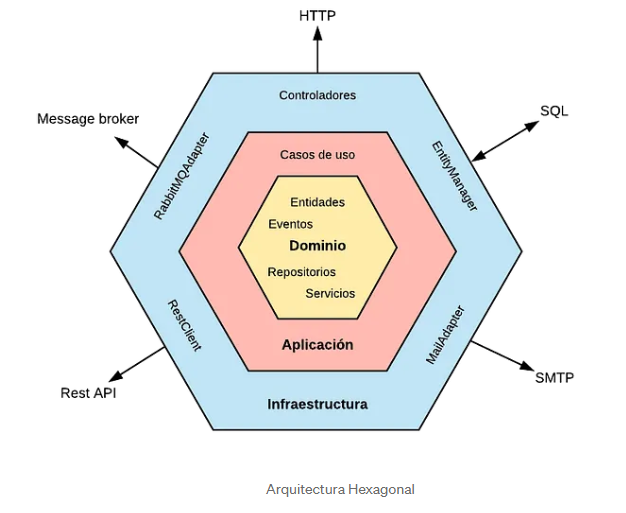 HTTP
Controladores
Message broker
SQL
RabbitMQAdapter
EntityManager
Casos de uso
Entidades
Eventos
Dominio
Repositorios
Servicios
RestClient
MailAdapter
Aplicación
Rest API
SMTP
Infraestructura
Arquitectura Hexagonal